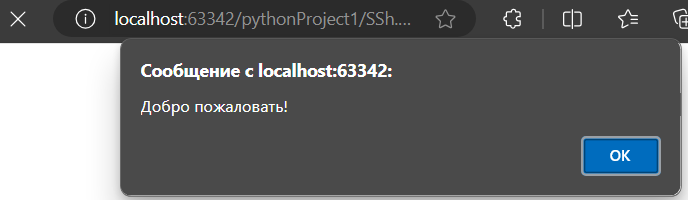 localhost:63342/pythonProject1/SSh....
Сообщение с localhost:63342:
Добро пожаловать!
OK